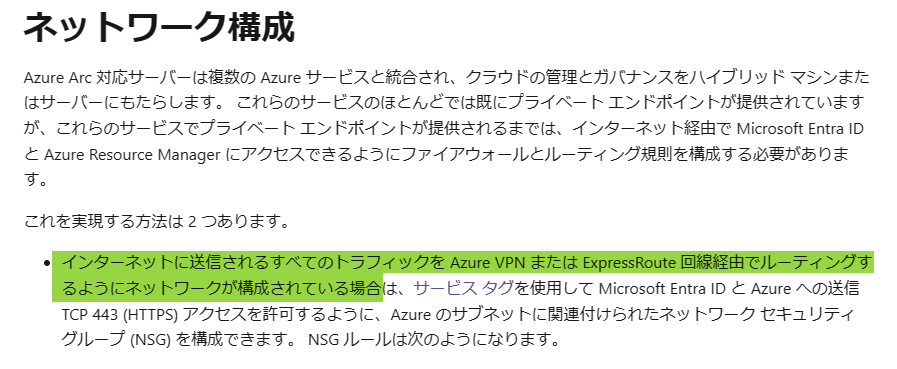 ネットワーク構成
Azure Arc 対応サーバーは複数の Azure サービスと統合され、クラウドの管理とガバナンスをハイブリッド マシンまた
はサーバーにもたらします。 これらのサービスのほとんどでは既にプライベート エンドポイントが提供されています
が、これらのサービスでプライベート エンドポイントが提供されるまでは、インターネット経由で Microsoft Entra ID
と Azure Resource Manager にアクセスできるようにファイアウォールとルーティング規則を構成する必要がありま
す。
これを実現する方法は 2 つあります。
• インターネットに送信されるすべてのトラフィックを Azure VPN または ExpressRoute 回線経由でルーティングす
るようにネットワークが構成されている場合は、サービス タグを使用して Microsoft Entra ID と Azure への送信
TCP 443 (HTTPS) アクセスを許可するように、Azure のサブネットに関連付けられたネットワーク セキュリティ
グループ (NSG) を構成できます。 NSG ルールは次のようになります。